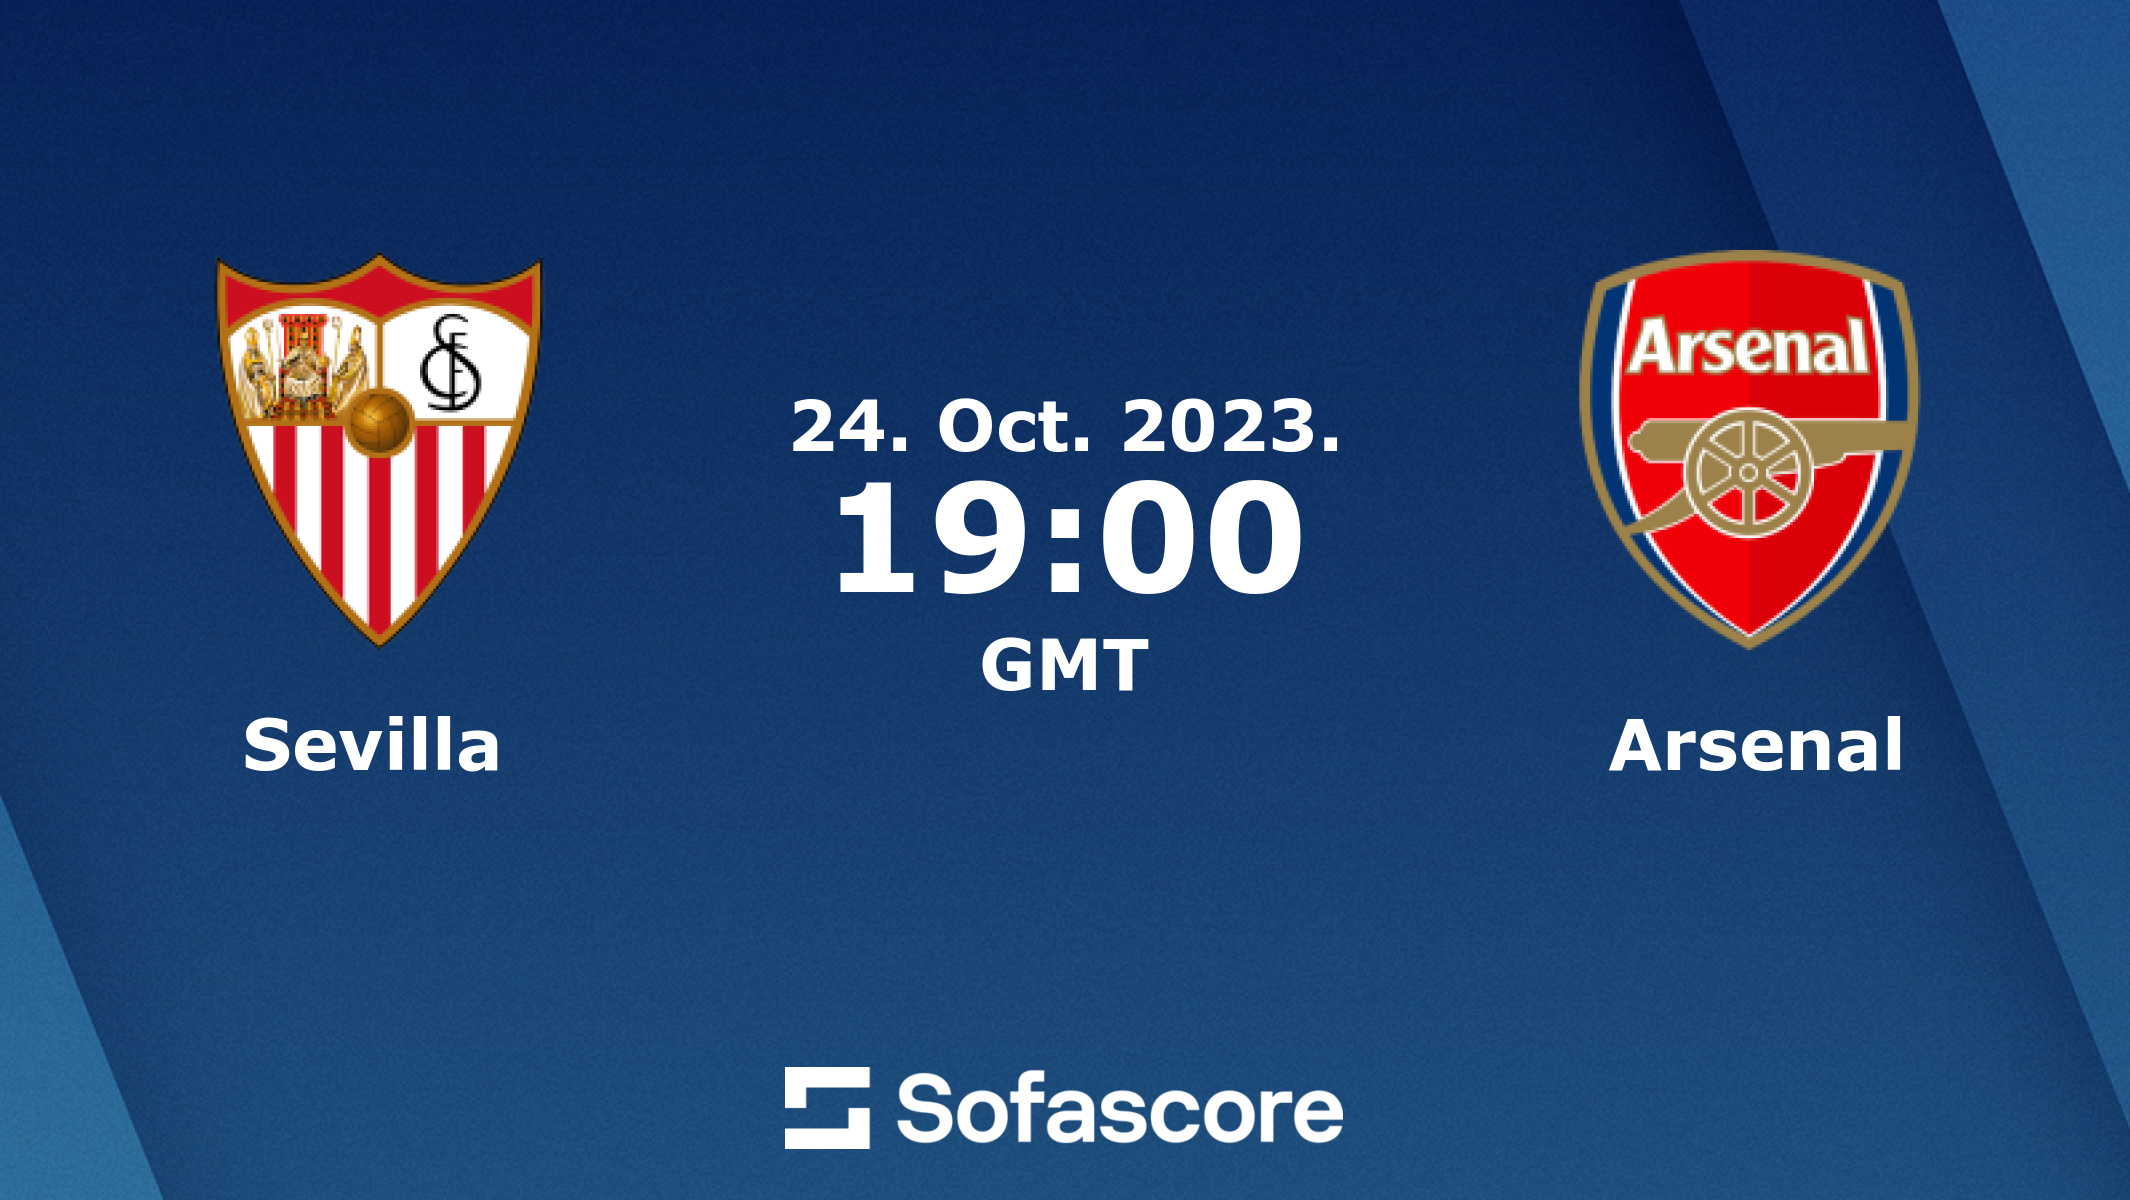 24. Oct. 2023.
19:00
GMT
Arsenal
Sevilla
Arsenal
Sofascore